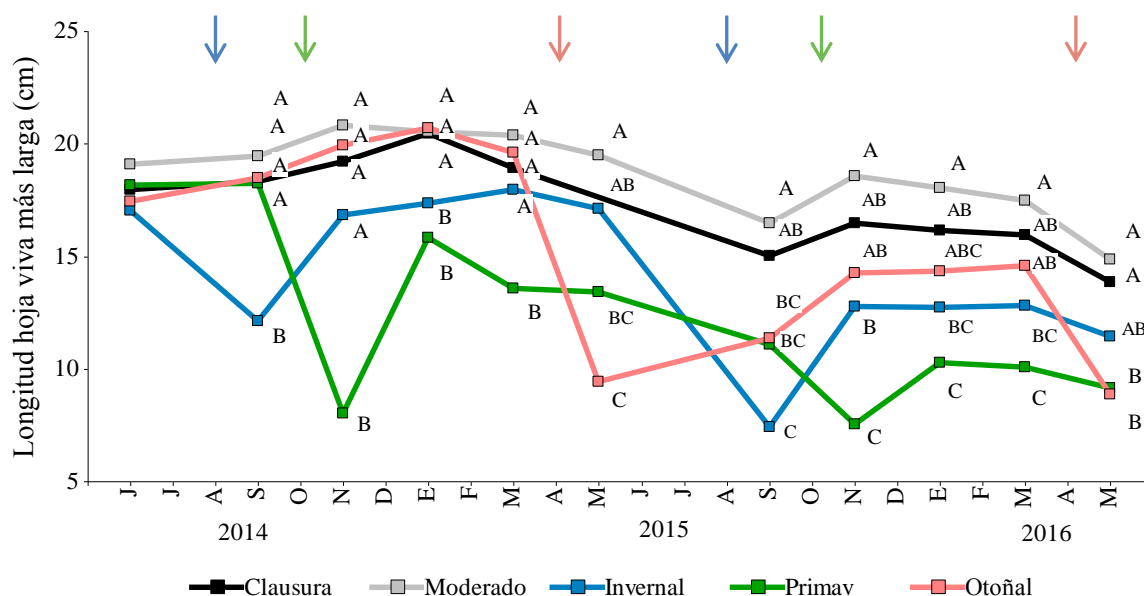 Longitud hoja viva más larga (cm)
25
20
15
10
5
A
A
A
A
B
A
A
A
A
B
A
A
A
B
B
A
A
A
A
B
A
AB
BC
C
A
AB
BC
BC
C
A
AB
AB
B
C
A
AB
ABC
BC
C
A
AB
AB
BC
C
A
A
AB
B
B
J J A S O N D E F M A M J J A S O N D E F M A M
2014 2015 2016
Clausura Moderado Invernal Primav Otoñal